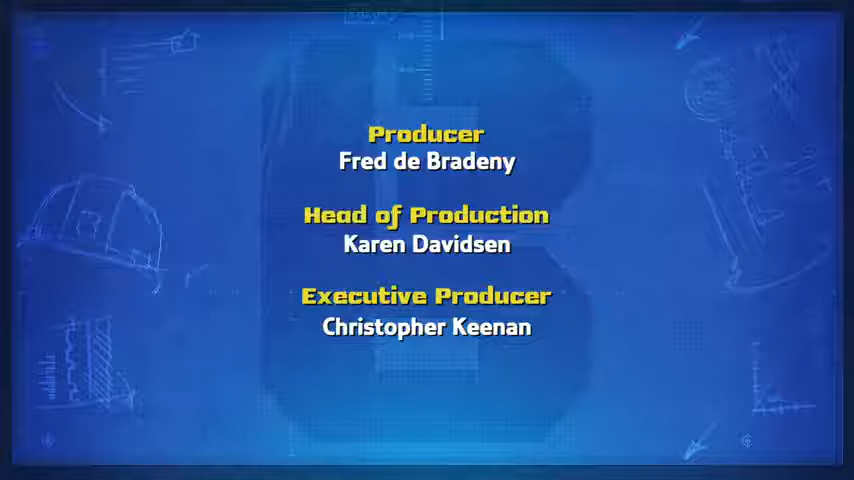 Producer
Fred de Bradeny
Head of Production
Karen Davidsen
Executive Producer
Christopher Keenan